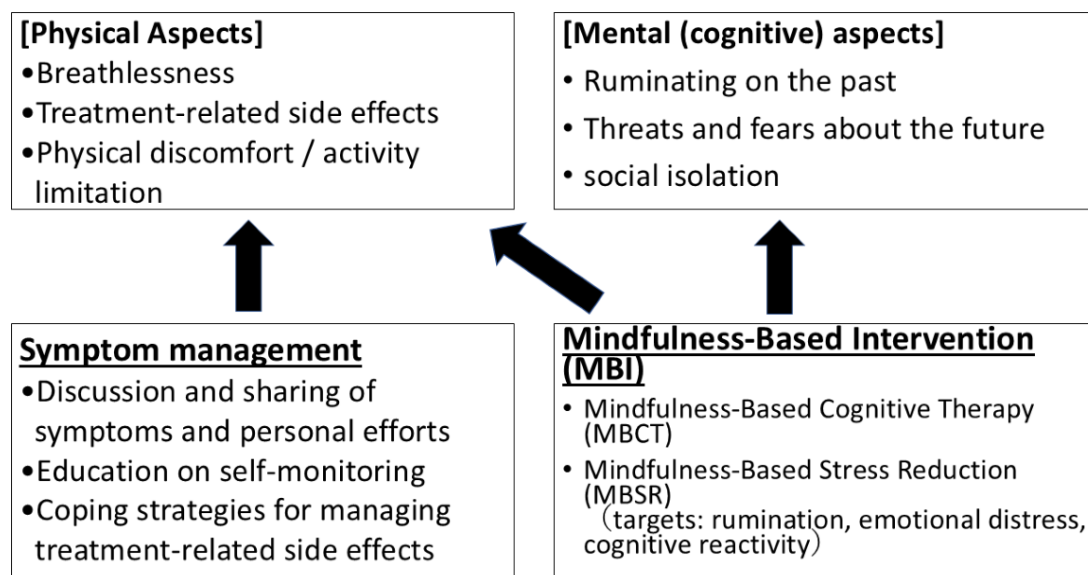 [Physical Aspects]
•Breathlessness
•Treatment-related side effects
•Physical discomfort / activity
limitation
[Mental (cognitive) aspects]
• Ruminating on the past
• Threats and fears about the future
• social isolation
Symptom management
•Discussion and sharing of
symptoms and personal efforts
•Education on self-monitoring
•Coping strategies for managing
treatment-related side effects
Mindfulness-Based Intervention
(MBI)
• Mindfulness-Based Cognitive Therapy
(MBCT)
• Mindfulness-Based Stress Reduction
(MBSR)
（targets: rumination, emotional distress,
cognitive reactivity）